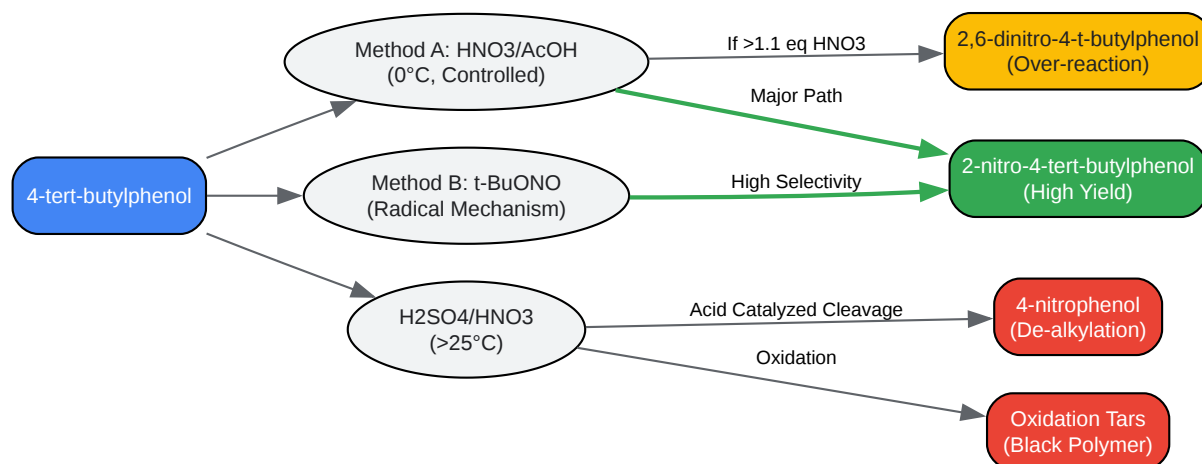 Method A: HNO3/AcOH
(0°C, Controlled)
If >1.1 eq HNO3
2,6-dinitro-4-t-butylphenol
(Over-reaction)
Major Path
4-tert-butylphenol
Method B: t-BuONO
(Radical Mechanism)
High Selectivity
2-nitro-4-tert-butylphenol
(High Yield)
H2SO4/HNO3
(>25°C)
Acid Catalyzed Cleavage
4-nitrophenol
(De-alkylation)
Oxidation
Oxidation Tars
(Black Polymer)